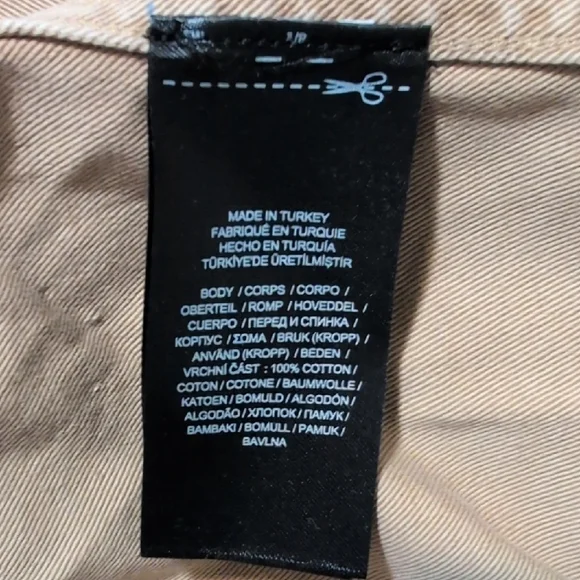 MADE IN TURKEY
FABRIQUÉ EN TURQUIE
HECHO EN TURQUÍA
TÜRKİYE'DE ÜRETİLMİŞTİR
BODY / CORPS / CORPO /
OBERTEIL / ROMP / HOVEDDEL /
CUERPO / ПЕРЕД И СПИНКА /
КОРПУС / ΣΩΜΑ / BRUK (KROPP) /
ANVÄND (KROPP) / BEDEN /
VRCHNÍ ČÁST : 100% COTTON /
COTON / COTONE / BAUMWOLLE /
KATOEN / BOMULD / ALGODÓN /
ALGODÃO / ХЛОПОК / ПАМУК /
BAMBAKI / BOMULL / PAMUK /
BAVLNA